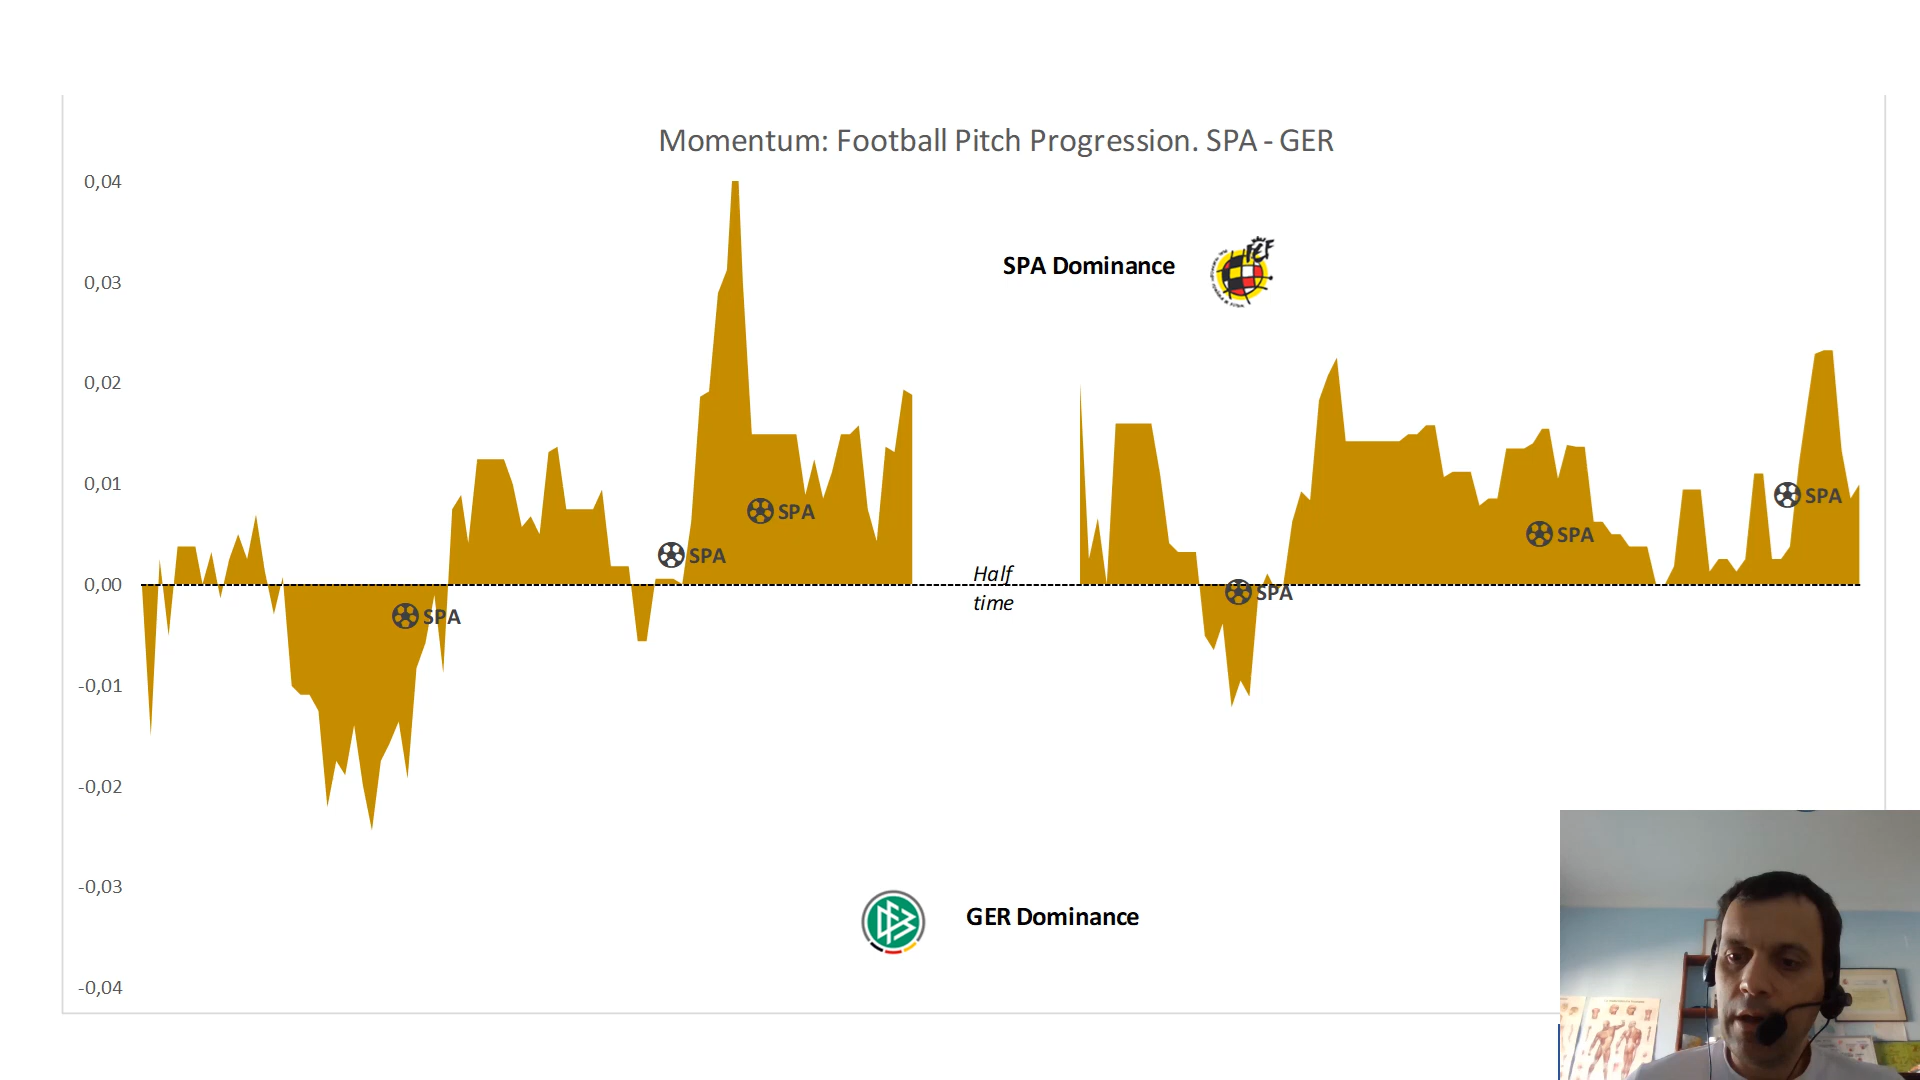 Momentum: Football Pitch Progression. SPA - GER
0,04
0,03
0,02
0,01
0,00
-0,01
-0,02
-0,03
-0,04
SPA Dominance
SPA
SPA
SPA
Half
time
SPA
SPA
SPA
GER Dominance